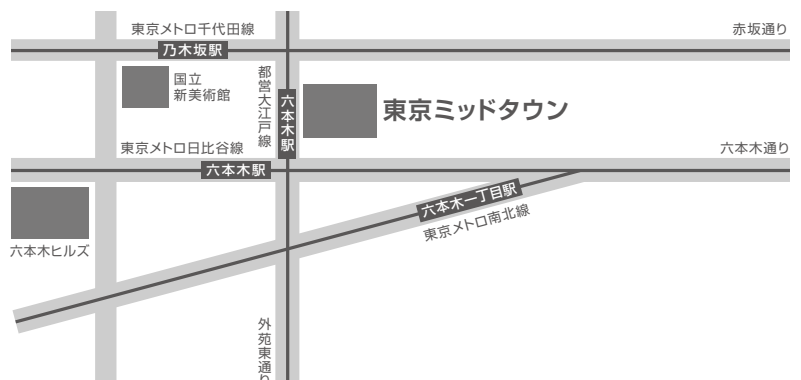 東京メトロ千代田線
赤坂通り
乃木坂駅
国立
新美術館
都営大江戸線
六本木駅
東京ミッドタウン
東京メトロ日比谷線
六本木通り
六本木駅
六本木一丁目駅
東京メトロ南北線
六本木ヒルズ
外苑東通り